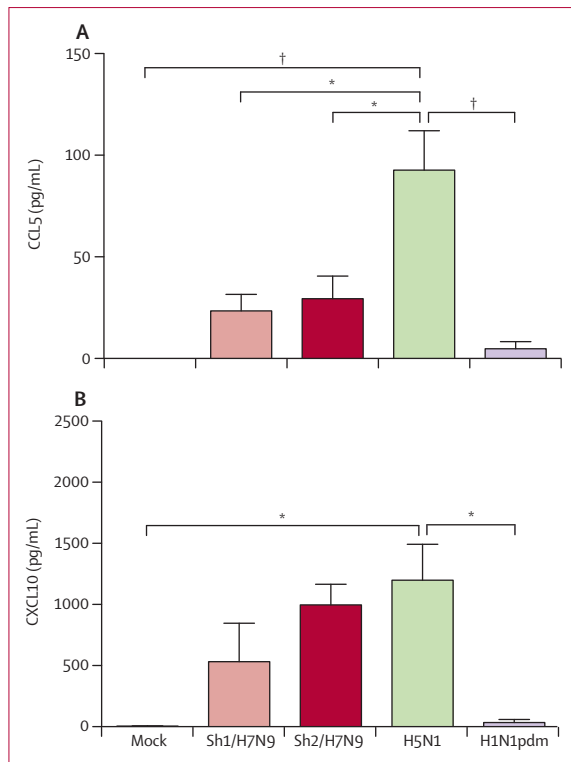 A
150
100
50
0
CCL5 (pg/mL)
†
*
* †
B
2500
2000
1500
1000
500
0
CXCL10 (pg/mL)
* *
Mock Sh1/H7N9 Sh2/H7N9 H5N1 H1N1pdm